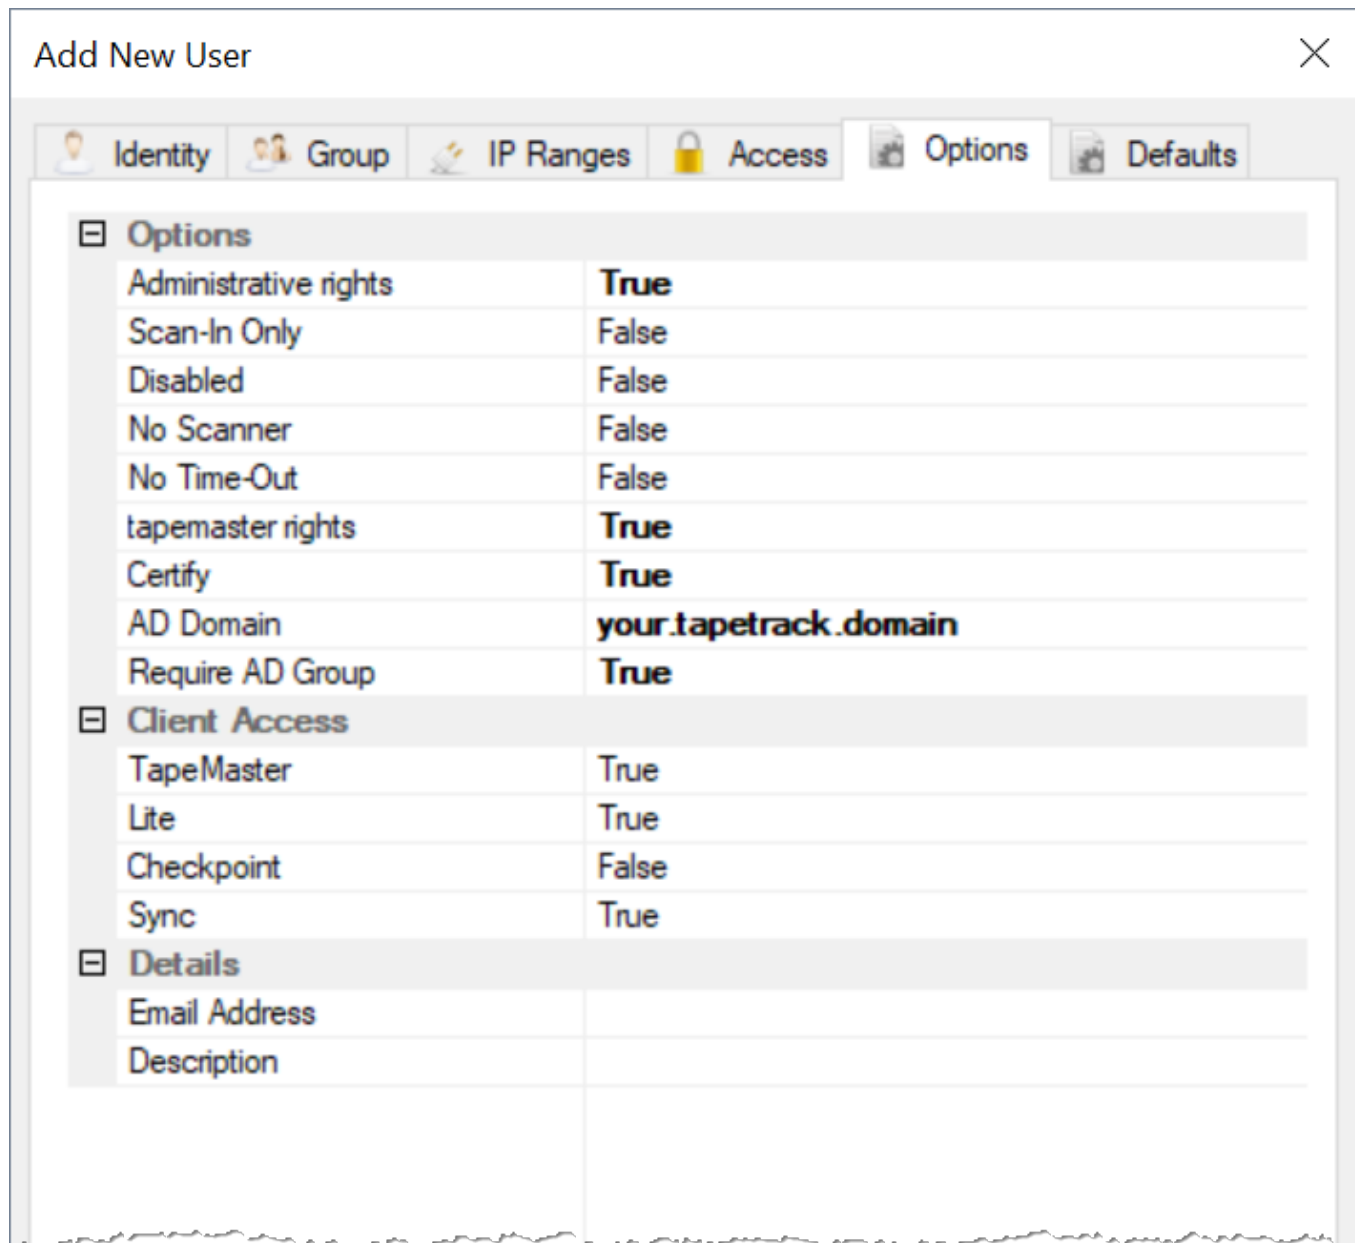 Add New User
Identity Group IP Ranges Access Options Defaults
Options
Administrative rights True
Scan-In Only False
Disabled False
No Scanner False
No Time-Out False
tapemaster rights True
Certify True
AD Domain your.tapetrack.domain
Require AD Group True
Client Access
TapeMaster True
Lite True
Checkpoint False
Sync True
Details
Email Address
Description